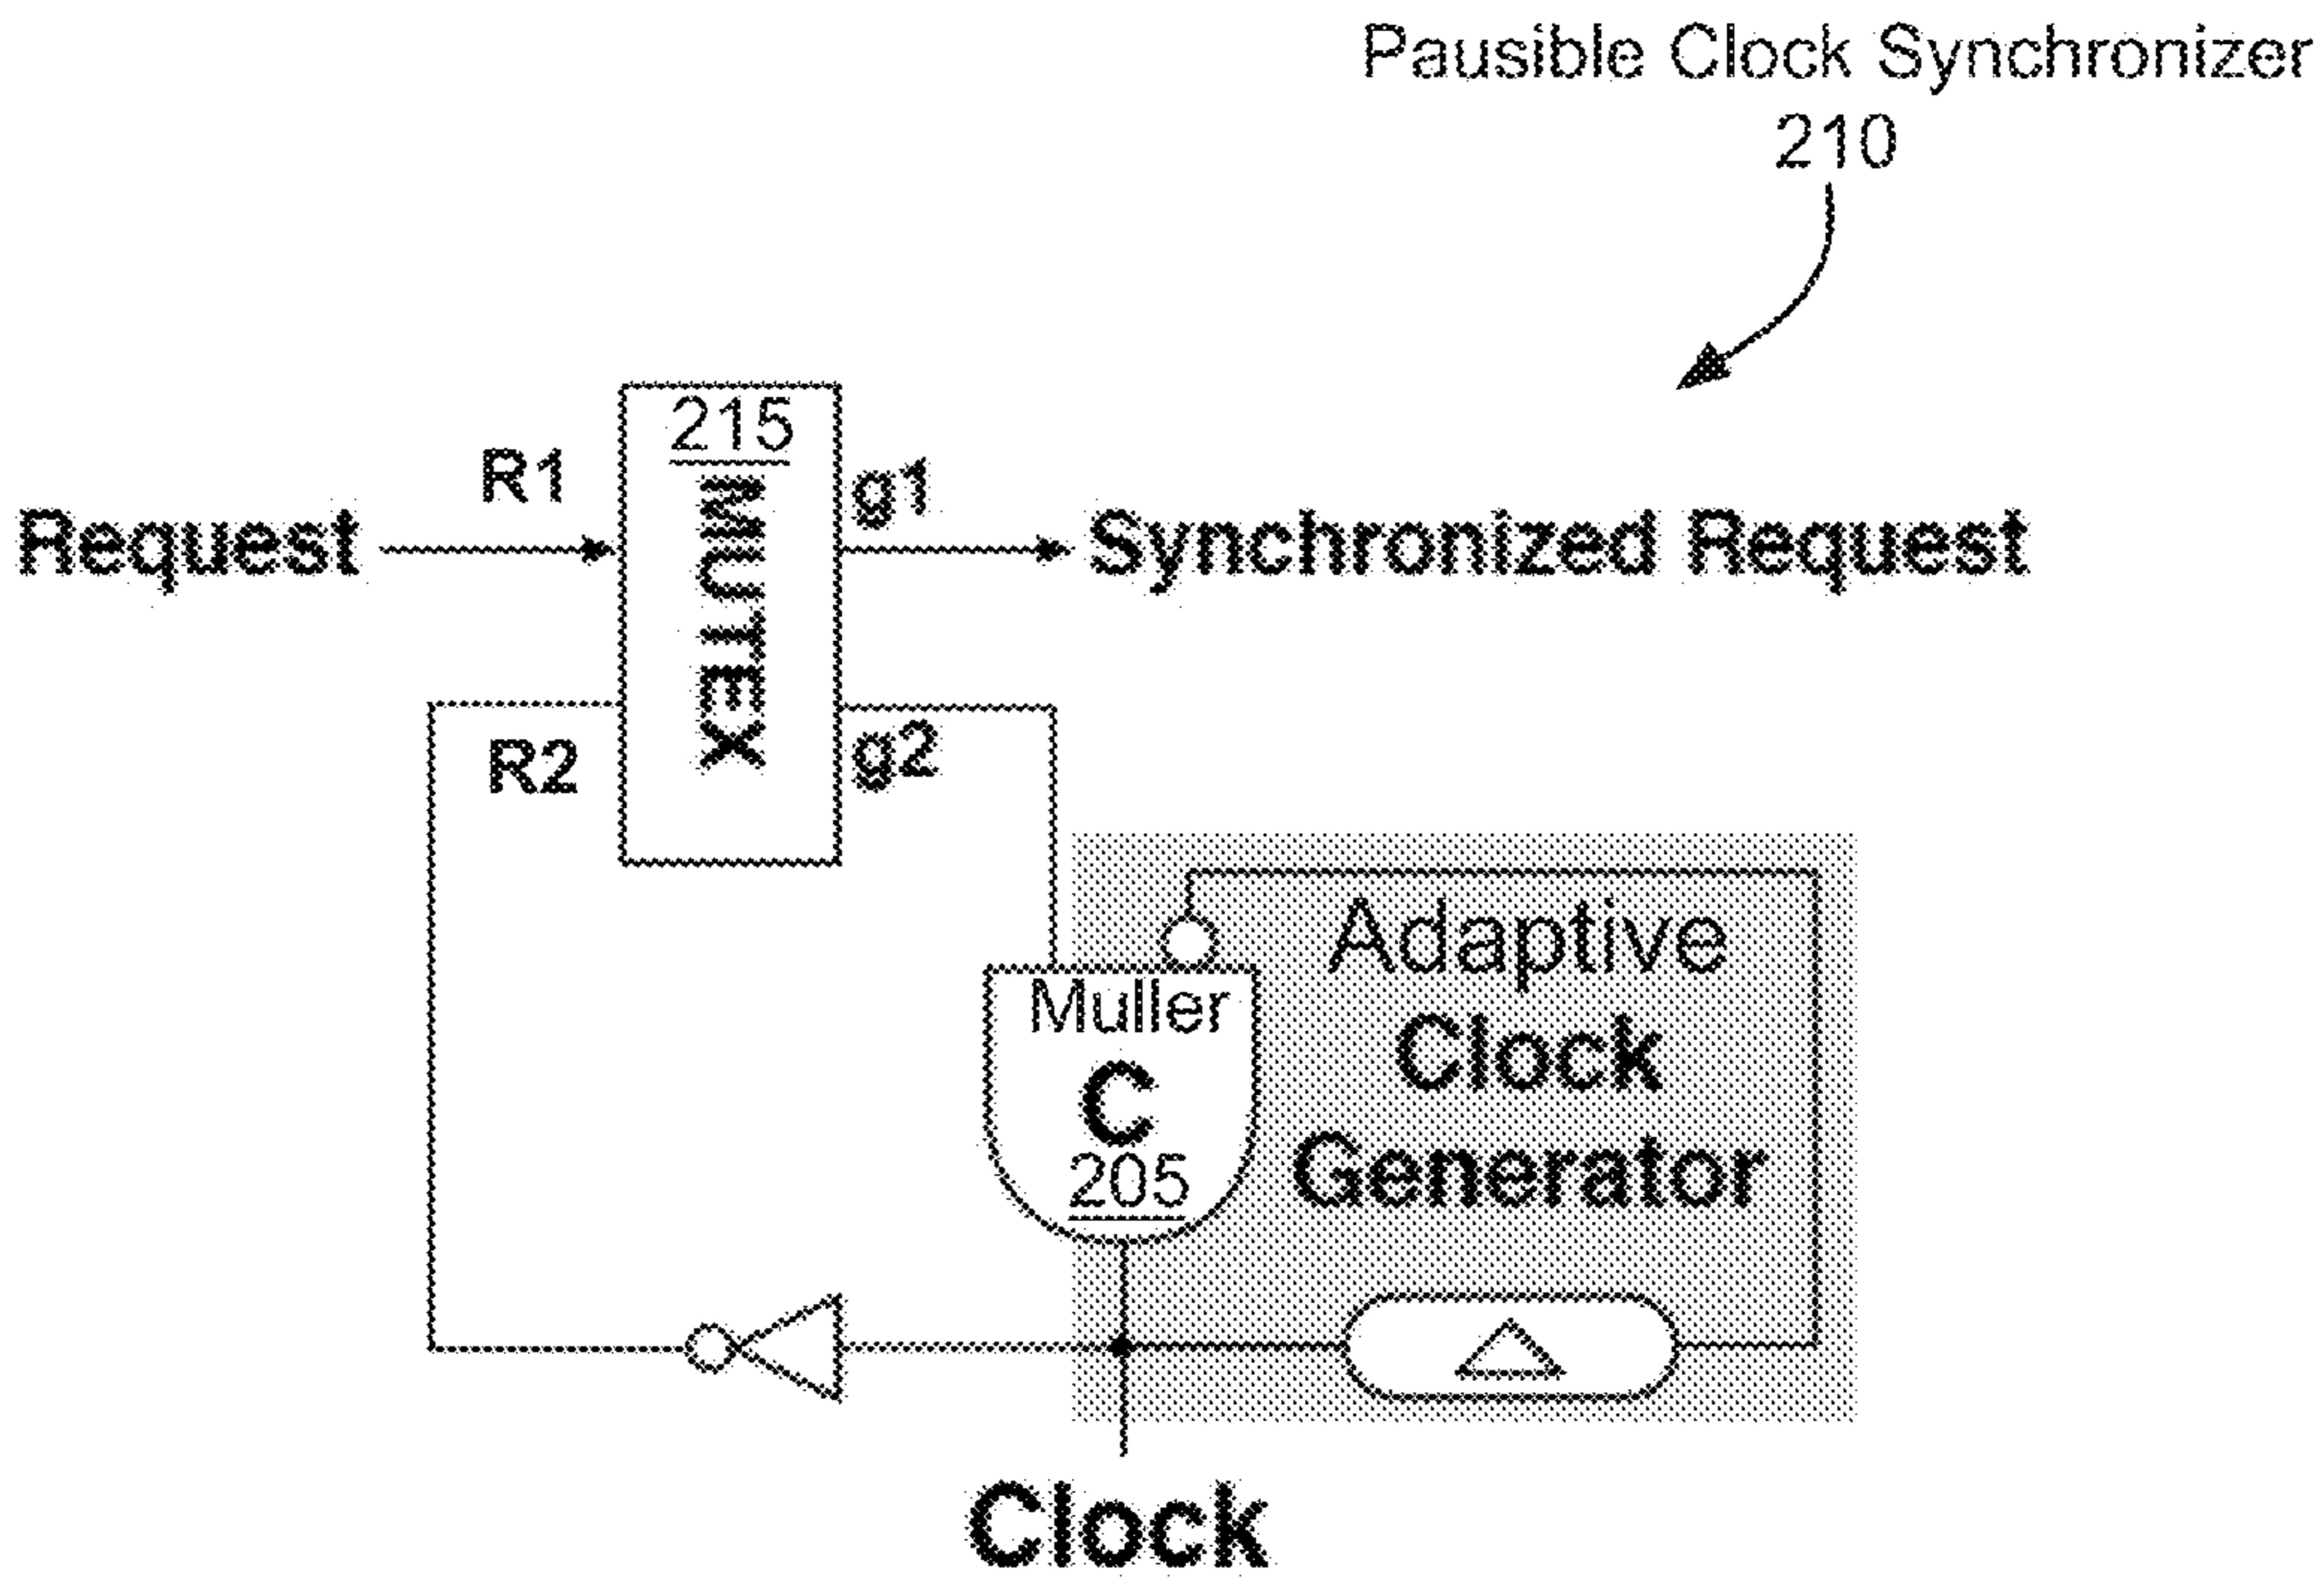 Pausible Clock Synchronizer
210
215
R1
g1
Request
MUTEX
Synchronized Request
R2
g2
Muller
C
205
Adaptive
Clock
Generator
Clock